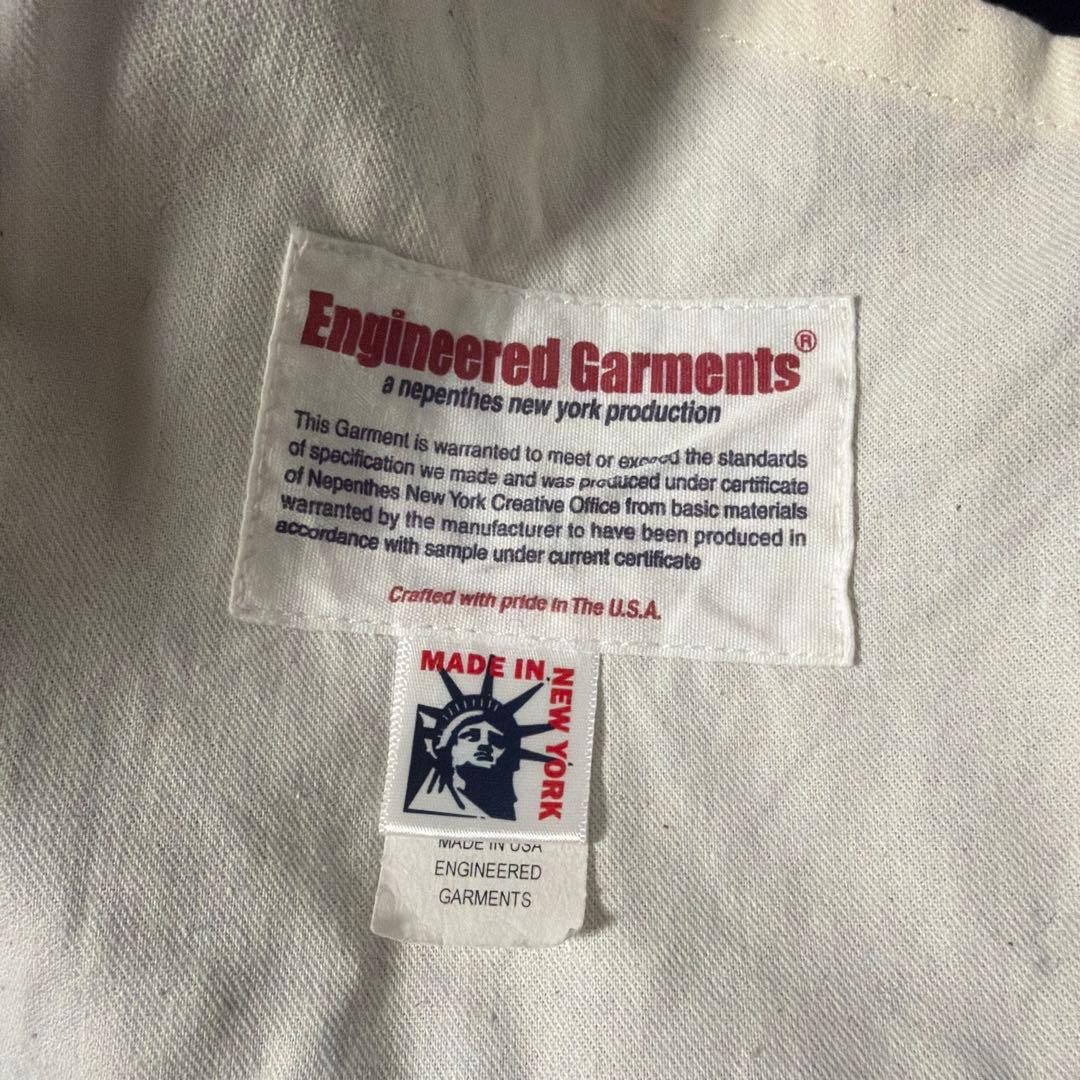 Engineered Garments®
a nepenthes new york production
This Garment is warranted to meet or exceed the standards
of specification we made and was produced under certificate
of Nepenthes New York Creative Office from basic materials
warranted by the manufacturer to have been produced in
accordance with sample under current certificate
Crafted with pride in The U.S.A.
MADE IN
NEW YORK
MADE IN USA
ENGINEERED
GARMENTS